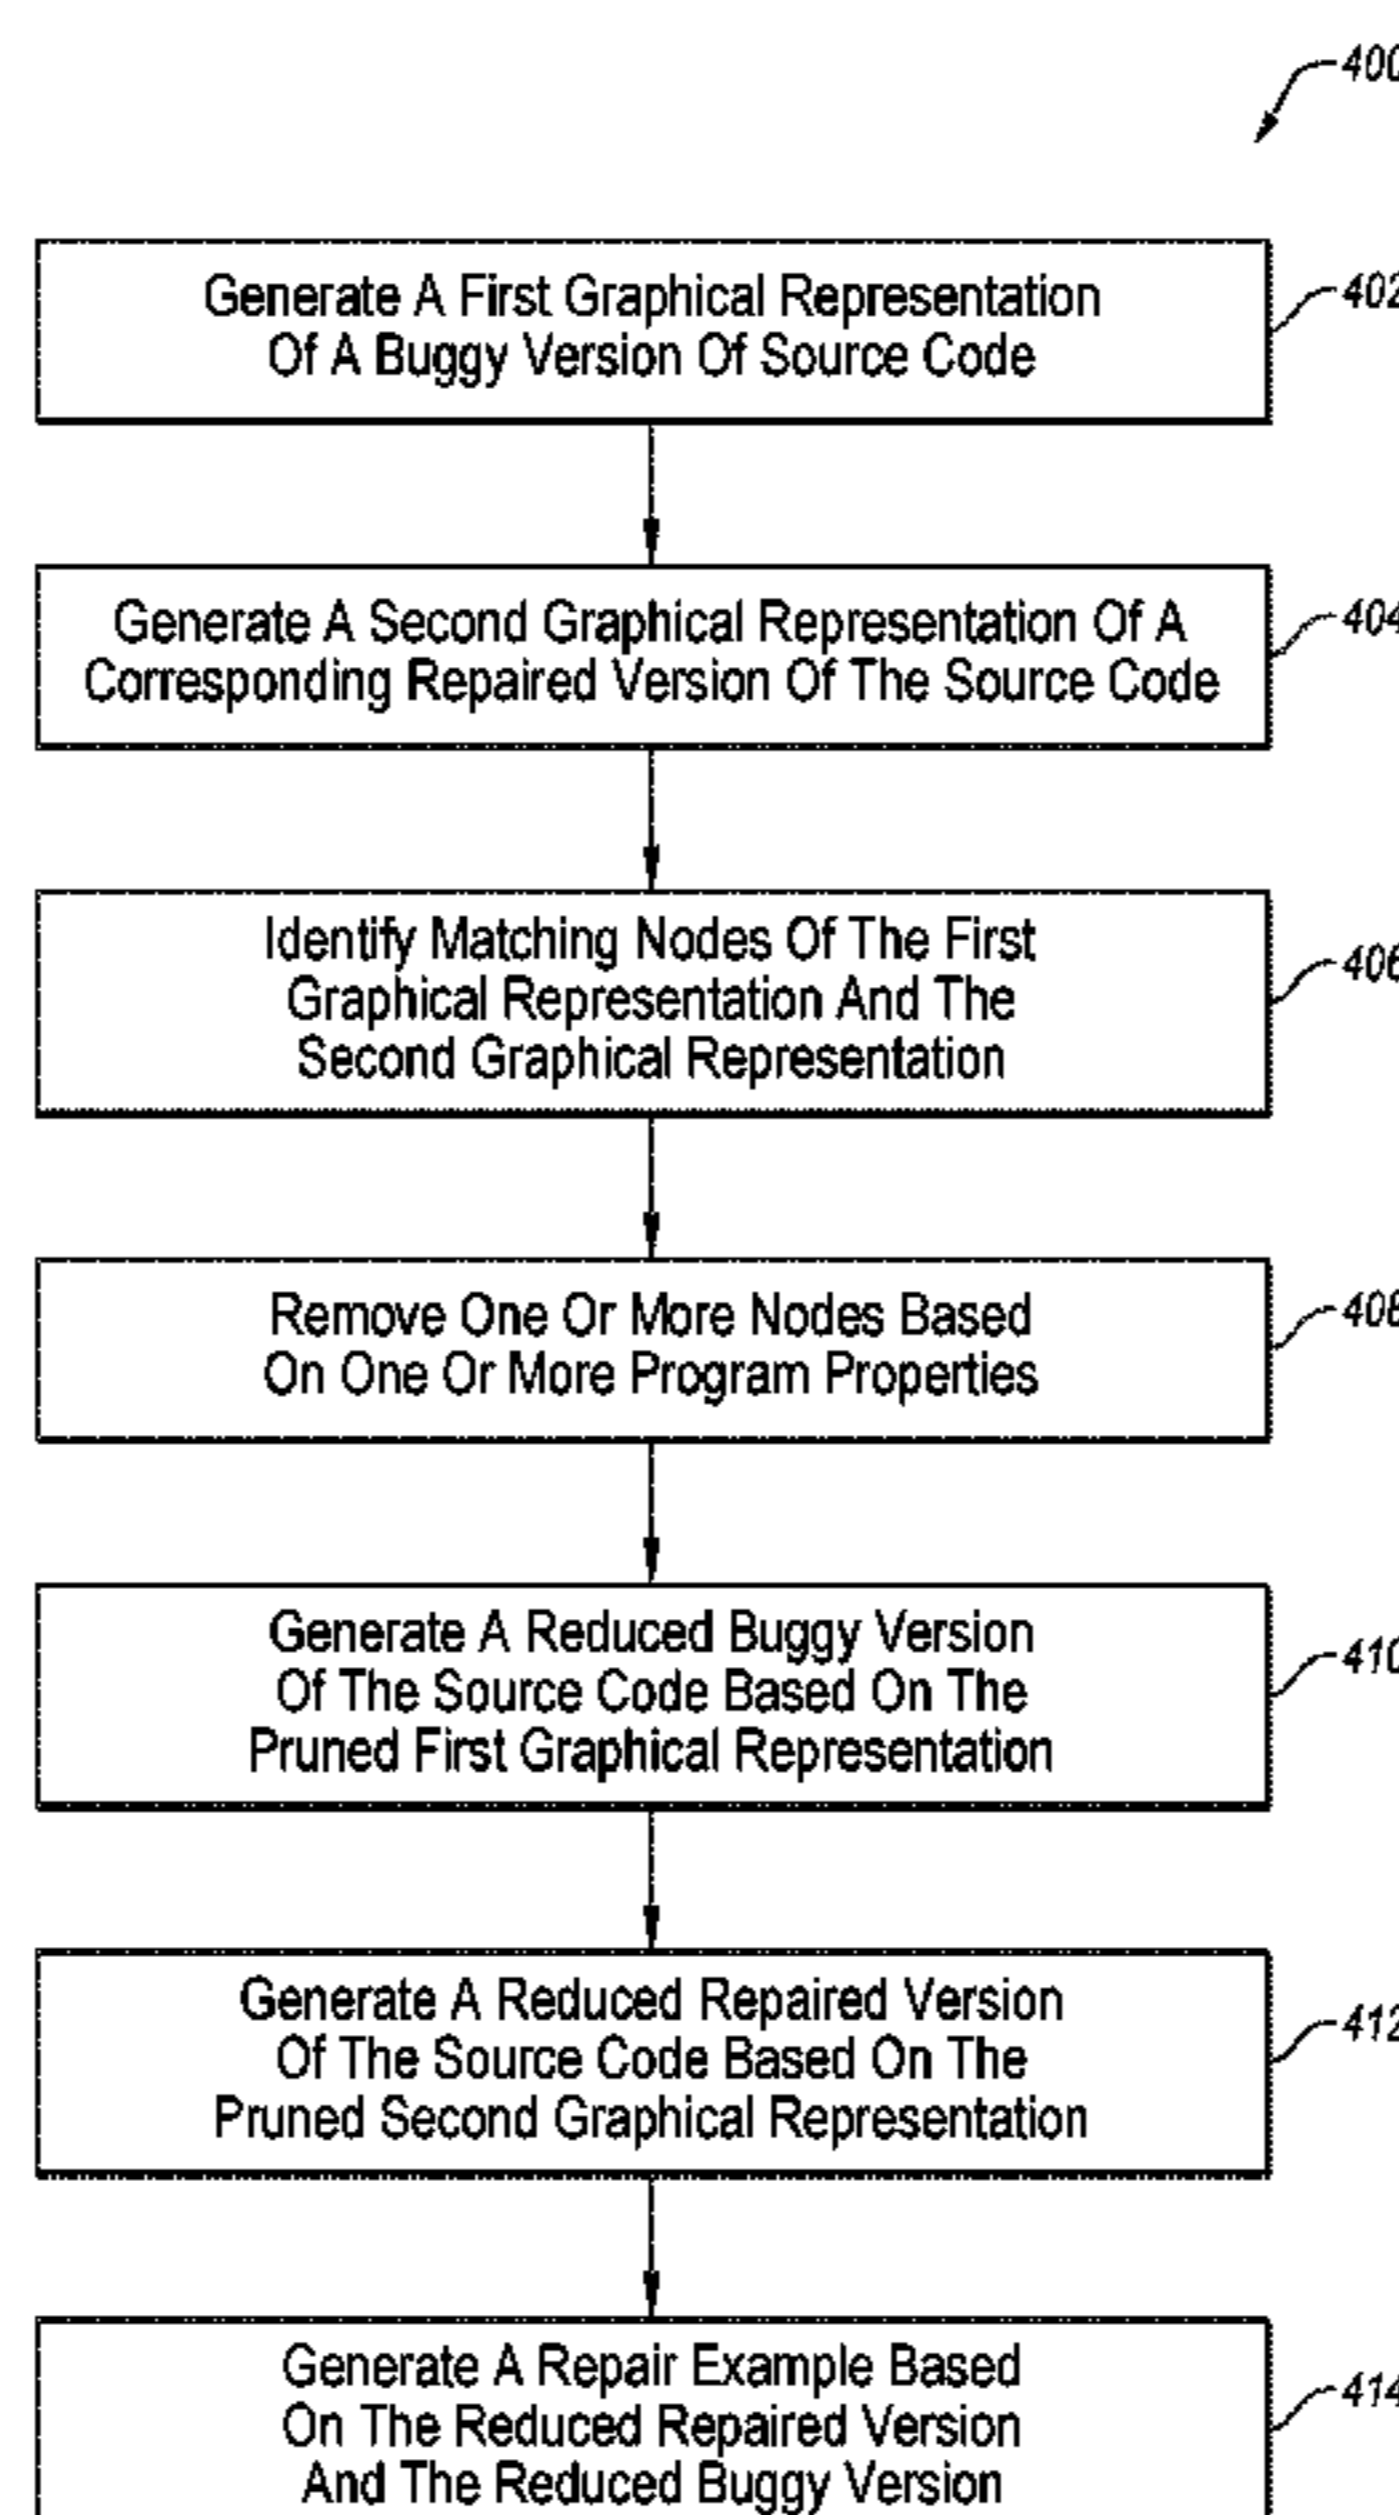 400
Generate A First Graphical Representation
Of A Buggy Version Of Source Code
402
Generate A Second Graphical Representation Of A
Corresponding Repaired Version Of The Source Code
404
Identify Matching Nodes Of The First
Graphical Representation And The
Second Graphical Representation
406
Remove One Or More Nodes Based
On One Or More Program Properties
408
Generate A Reduced Buggy Version
Of The Source Code Based On The
Pruned First Graphical Representation
410
Generate A Reduced Repaired Version
Of The Source Code Based On The
Pruned Second Graphical Representation
412
Generate A Repair Example Based
On The Reduced Repaired Version
And The Reduced Buggy Version
414